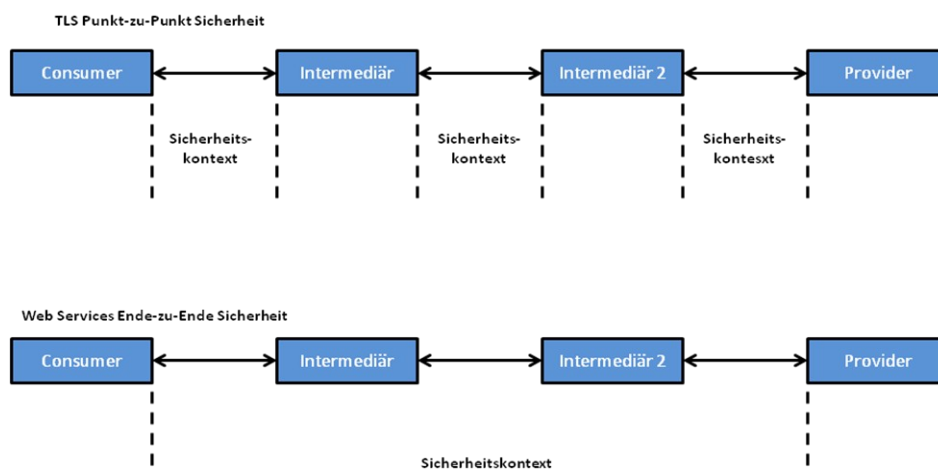 TLS Punkt-zu-Punkt Sicherheit
Consumer
Intermediär
Intermediär 2
Provider
Sicherheits-
kontext
Sicherheits-
kontext
Sicherheits-
kontesxt
Web Services Ende-zu-Ende Sicherheit
Consumer
Intermediär
Intermediär 2
Provider
Sicherheitskontext